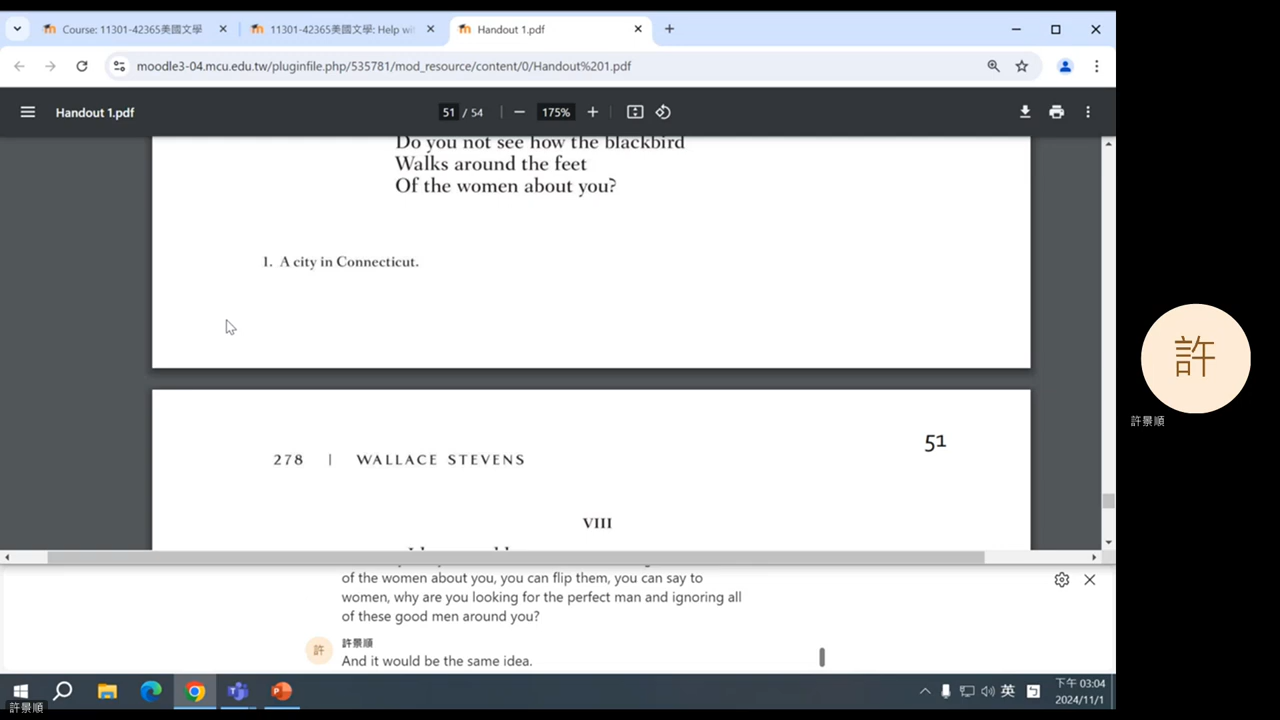 Course: 11301-42365美國文學
11301-42365美國文學: Help wi
Handout 1.pdf
moodle3-04.mcu.edu.tw/pluginfile.php/535781/mod_resource/content/0/Handout%201.pdf
Handout 1.pdf
51 / 54
175%
Do you not see how the blackbird
Walks around the feet
Of the women about you?
1. A city in Connecticut.
278 | WALLACE STEVENS
51
VIII
of the women about you, you can flip them, you can say to
women, why are you looking for the perfect man and ignoring all
of these good men around you?
許
許景順
And it would be the same idea.
許
許景順
英
下午 03:04
2024/11/1
許景順